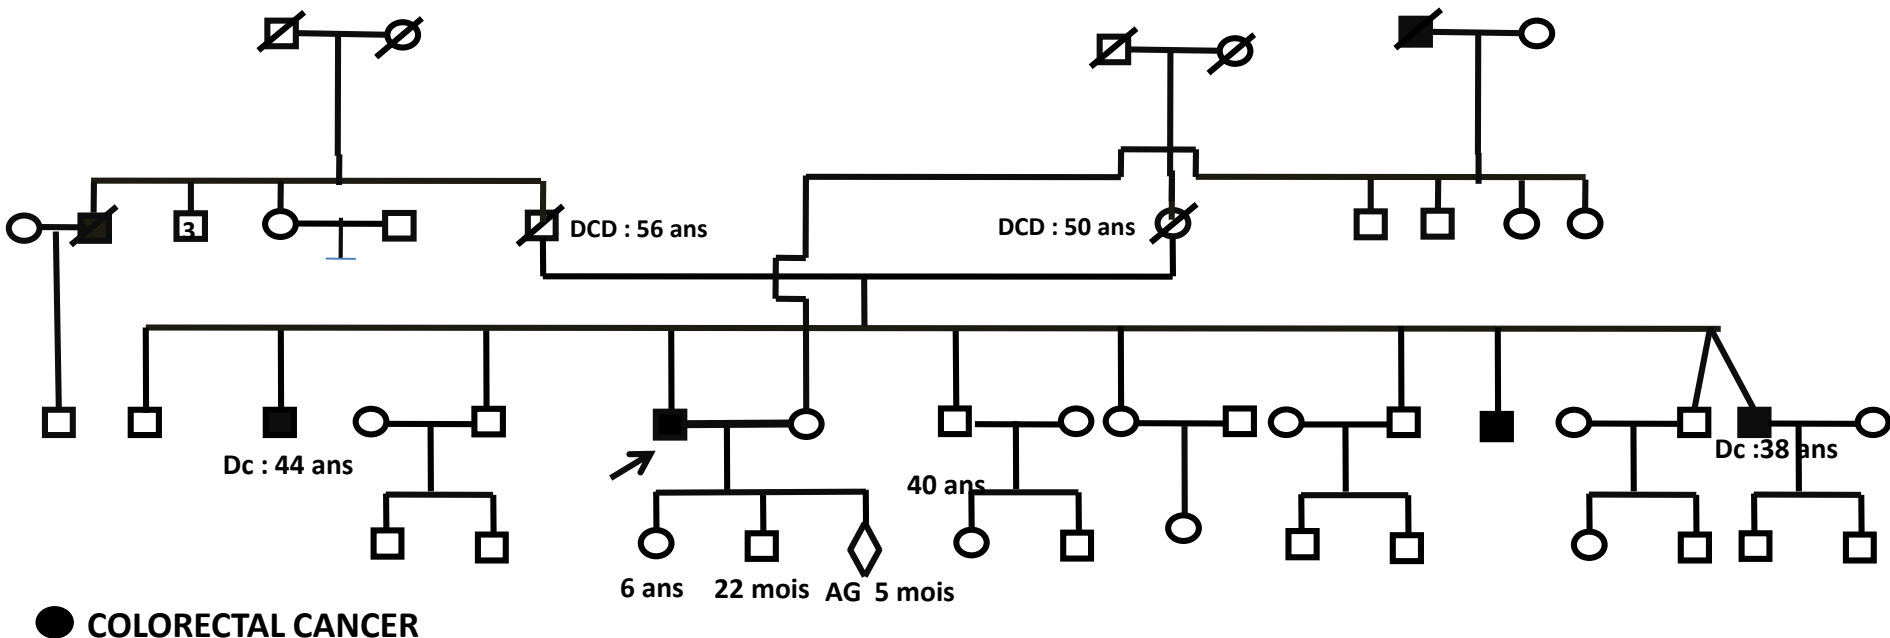 3
DCD : 56 ans
DCD : 50 ans
Dc : 44 ans
40 ans
Dc :38 ans
6 ans
22 mois
AG 5 mois
COLORECTAL CANCER